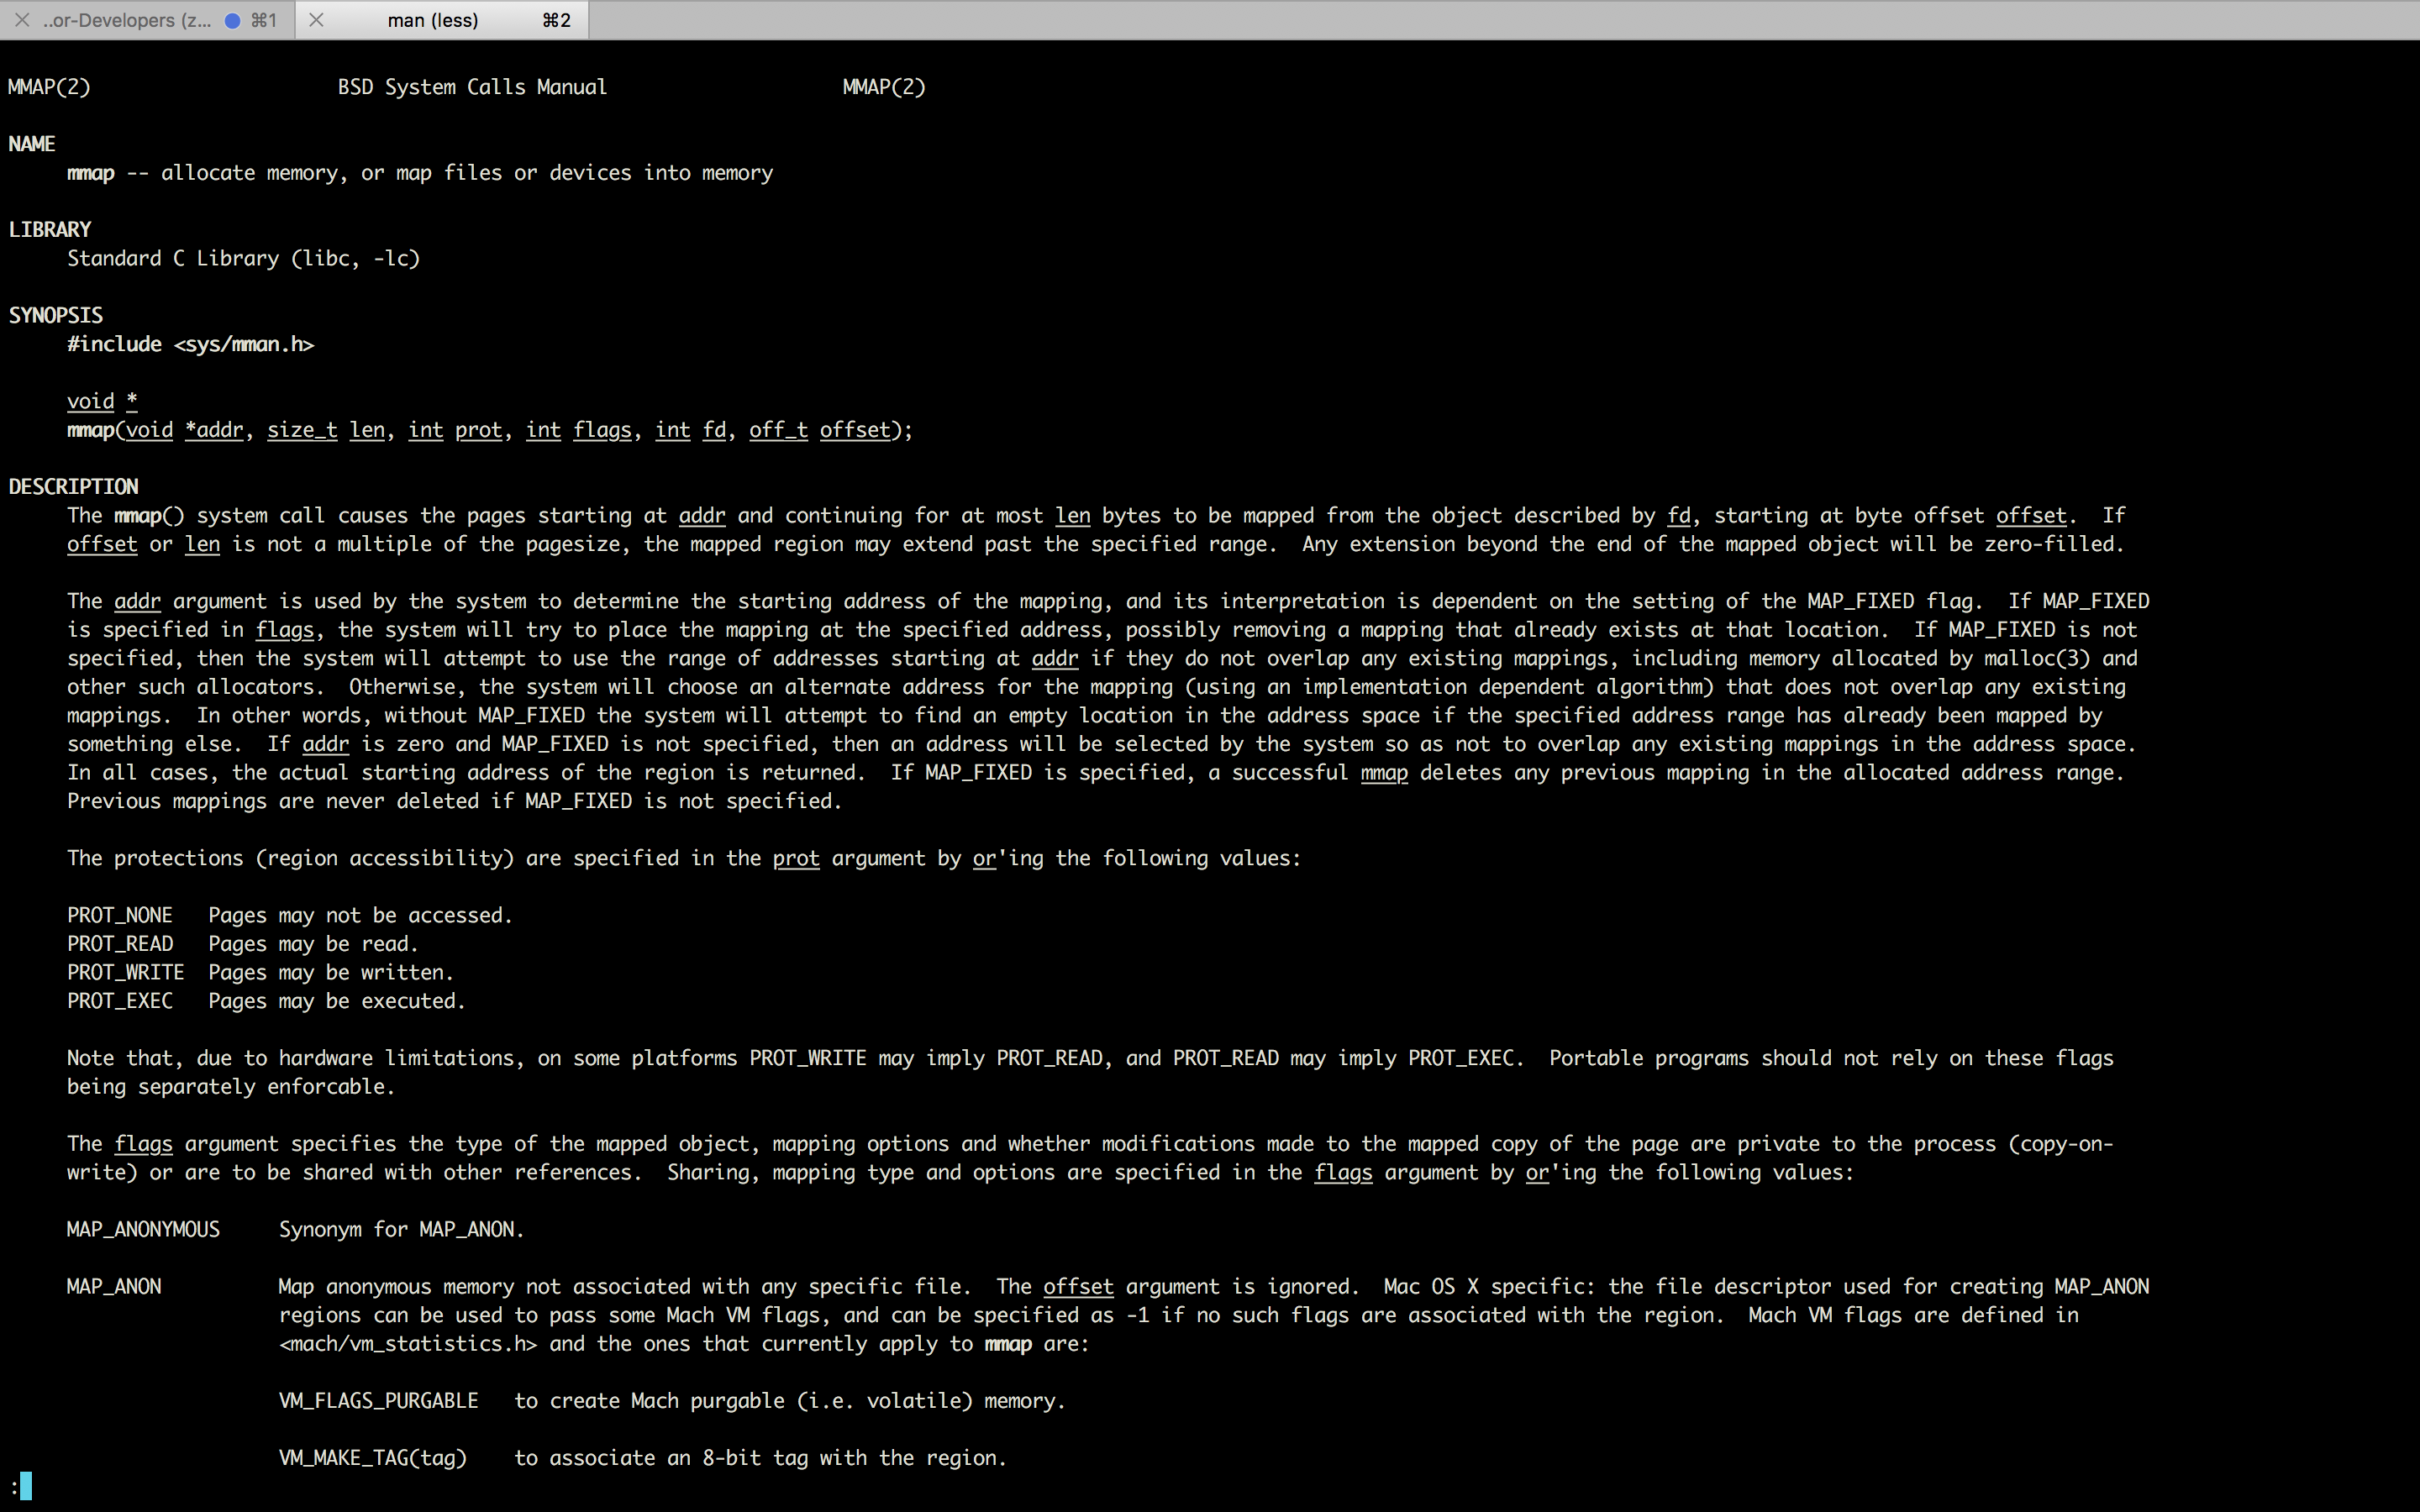 ..or-Developers (z... ⌘1 man (less) ⌘2
MMAP(2) BSD System Calls Manual MMAP(2)
NAME
mmap -- allocate memory, or map files or devices into memory
LIBRARY
Standard C Library (libc, -lc)
SYNOPSIS
#include <sys/mman.h>
void *
mmap(void *addr, size_t len, int prot, int flags, int fd, off_t offset);
DESCRIPTION
The mmap() system call causes the pages starting at addr and continuing for at most len bytes to be mapped from the object described by fd, starting at byte offset offset.  If
offset or len is not a multiple of the pagesize, the mapped region may extend past the specified range.  Any extension beyond the end of the mapped object will be zero-filled.
The addr argument is used by the system to determine the starting address of the mapping, and its interpretation is dependent on the setting of the MAP_FIXED flag.  If MAP_FIXED
is specified in flags, the system will try to place the mapping at the specified address, possibly removing a mapping that already exists at that location.  If MAP_FIXED is not
specified, then the system will attempt to use the range of addresses starting at addr if they do not overlap any existing mappings, including memory allocated by malloc(3) and
other such allocators.  Otherwise, the system will choose an alternate address for the mapping (using an implementation dependent algorithm) that does not overlap any existing
mappings.  In other words, without MAP_FIXED the system will attempt to find an empty location in the address space if the specified address range has already been mapped by
something else.  If addr is zero and MAP_FIXED is not specified, then an address will be selected by the system so as not to overlap any existing mappings in the address space.
In all cases, the actual starting address of the region is returned.  If MAP_FIXED is specified, a successful mmap deletes any previous mapping in the allocated address range.
Previous mappings are never deleted if MAP_FIXED is not specified.
The protections (region accessibility) are specified in the prot argument by or'ing the following values:
PROT_NONE   Pages may not be accessed.
PROT_READ   Pages may be read.
PROT_WRITE  Pages may be written.
PROT_EXEC   Pages may be executed.
Note that, due to hardware limitations, on some platforms PROT_WRITE may imply PROT_READ, and PROT_READ may imply PROT_EXEC.  Portable programs should not rely on these flags
being separately enforcable.
The flags argument specifies the type of the mapped object, mapping options and whether modifications made to the mapped copy of the page are private to the process (copy-on-
write) or are to be shared with other references.  Sharing, mapping type and options are specified in the flags argument by or'ing the following values:
MAP_ANONYMOUS     Synonym for MAP_ANON.
MAP_ANON          Map anonymous memory not associated with any specific file.  The offset argument is ignored.  Mac OS X specific: the file descriptor used for creating MAP_ANON
regions can be used to pass some Mach VM flags, and can be specified as -1 if no such flags are associated with the region.  Mach VM flags are defined in
<mach/vm_statistics.h> and the ones that currently apply to mmap are:
VM_FLAGS_PURGABLE   to create Mach purgable (i.e. volatile) memory.
VM_MAKE_TAG(tag)    to associate an 8-bit tag with the region.
: